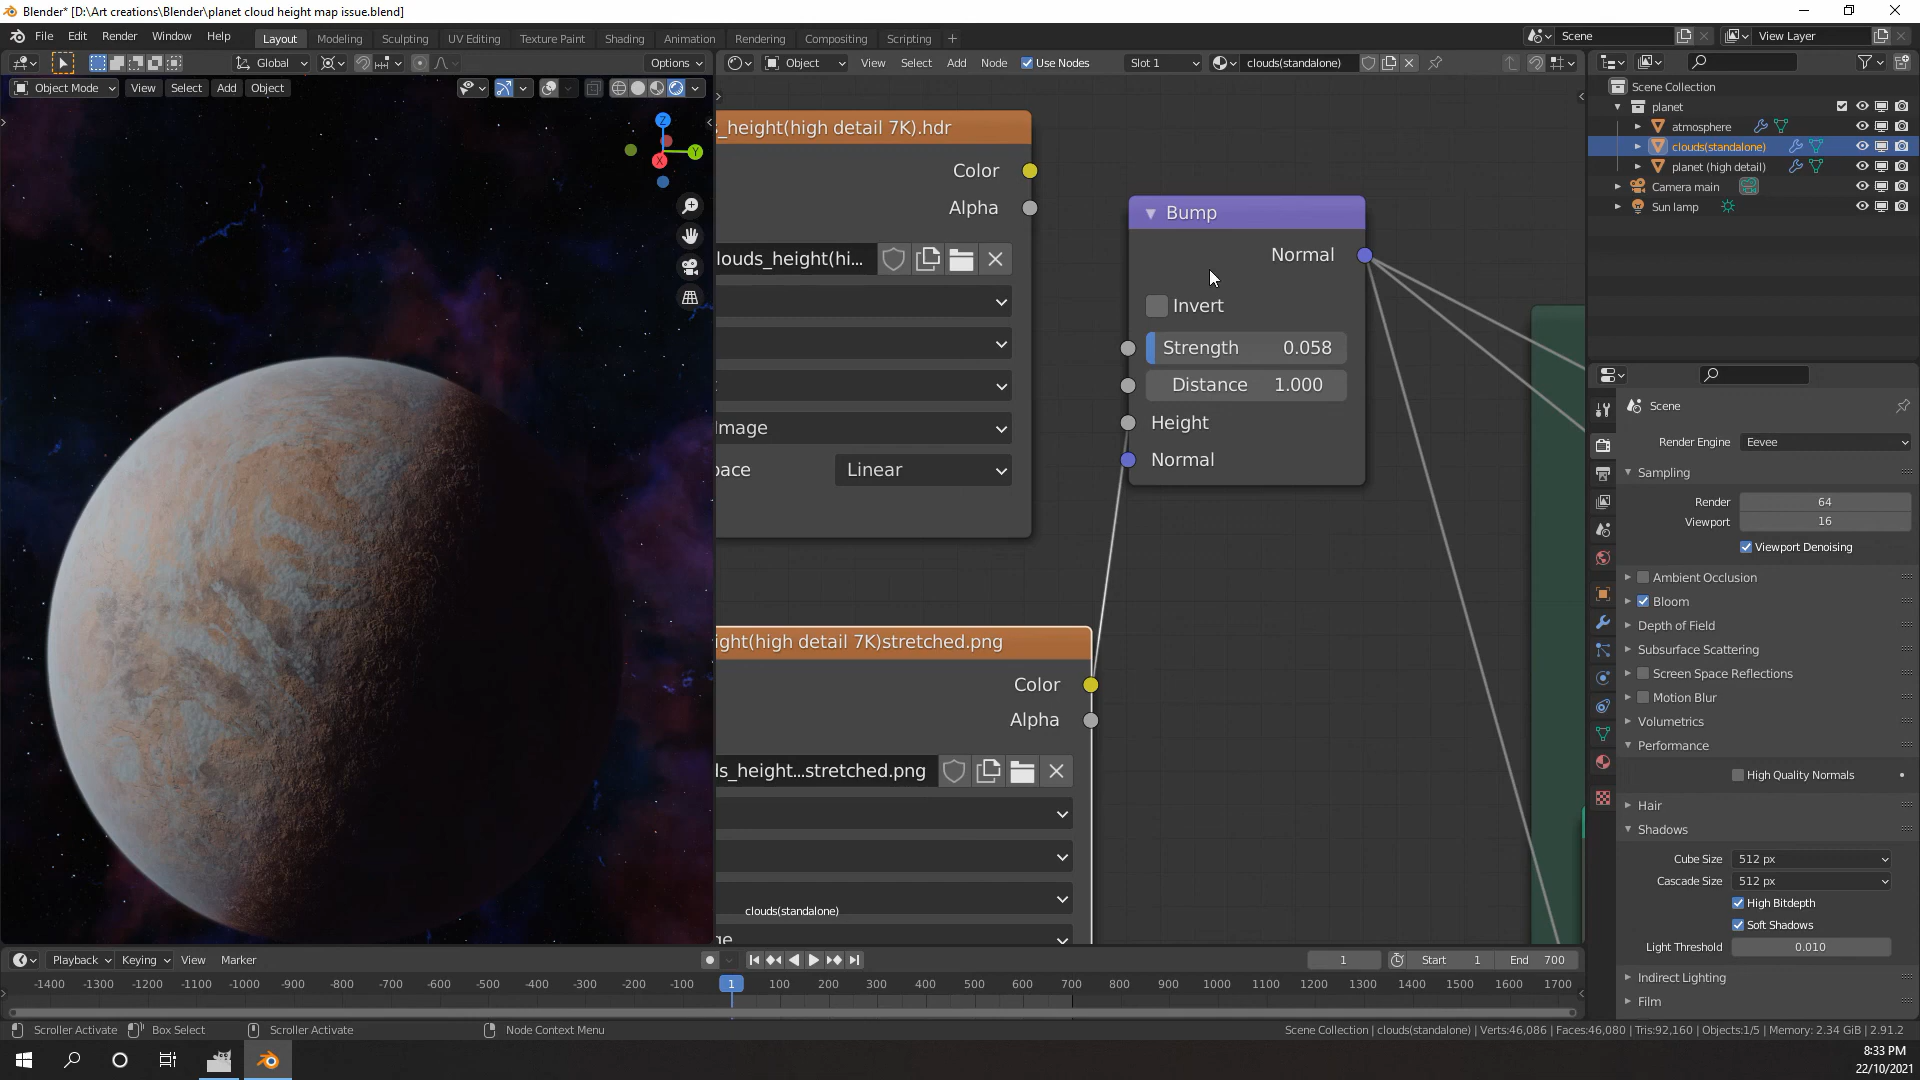 Blender* [D:\Art creations\Blender\planet cloud height map issue.blend]
File Edit Render Window Help
Layout Modeling Sculpting UV Editing Texture Paint Shading Animation Rendering Compositing Scripting
Scene
View Layer
Global
Options
Object View Select Add Node Use Nodes
Slot 1
clouds(standalone)
Object Mode View Select Add Object
Z
Y
X
_height(high detail 7K).hdr
Color
Alpha
louds_height(hi...
Image
pace Linear
Bump
Normal
Invert
Strength 0.058
Distance 1.000
Height
Normal
ight(high detail 7K)stretched.png
Color
Alpha
ls_height...stretched.png
clouds(standalone)
ge
Scene Collection
planet
atmosphere
clouds(standalone)
planet (high detail)
Camera main
Sun lamp
Scene
Render Engine Eevee
Sampling
Render 64
Viewport 16
Viewport Denoising
Ambient Occlusion
Bloom
Depth of Field
Subsurface Scattering
Screen Space Reflections
Motion Blur
Volumetrics
Performance
High Quality Normals
Hair
Shadows
Cube Size 512 px
Cascade Size 512 px
High Bitdepth
Soft Shadows
Light Threshold 0.010
Indirect Lighting
Film
Playback Keying View Marker
1 Start 1 End 700
-1400 -1300 -1200 -1100 -1000 -900 -800 -700 -600 -500 -400 -300 -200 -100 1 100 200 300 400 500 600 700 800 900 1000 1100 1200 1300 1400 1500 1600 1700
Scroller Activate Box Select Scroller Activate Node Context Menu
Scene Collection | clouds(standalone) | Verts:46,086 | Faces:46,080 | Tris:92,160 | Objects:1/5 | Memory: 2.34 GiB | 2.91.2
8:33 PM
22/10/2021